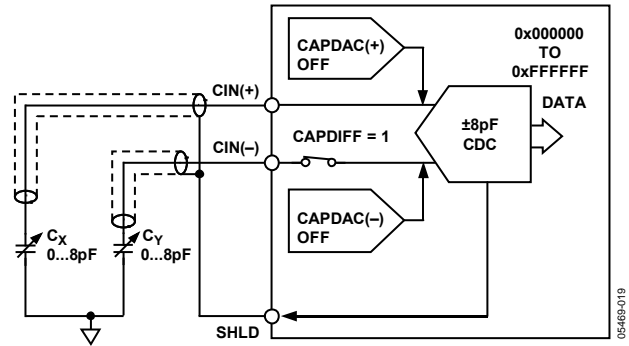 CAPDAC(+)
OFF
0x000000
TO
0xFFFFFF
DATA
CIN(+)
±8pF
CDC
CIN(–)
CAPDIFF = 1
CAPDAC(–)
OFF
CX
0...8pF
CY
0...8pF
SHLD
05469-019